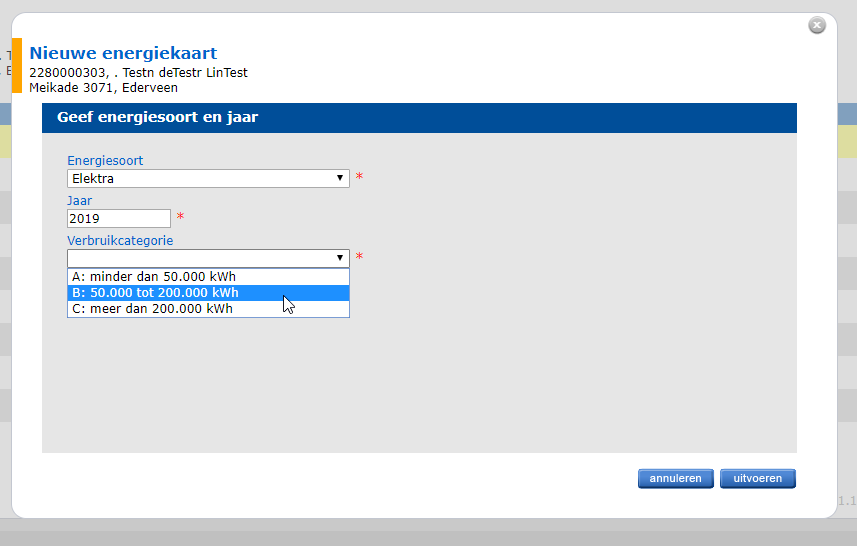 Nieuwe energiekaart
2280000303, . Testn deTestr LinTest
Meikade 3071, Ederveen
Geef energiesoort en jaar
Energiesoort
Elektra
*
Jaar
2019
*
Verbruikcategorie
*
A: minder dan 50.000 kWh
B: 50.000 tot 200.000 kWh
C: meer dan 200.000 kWh
annuleren
uitvoeren